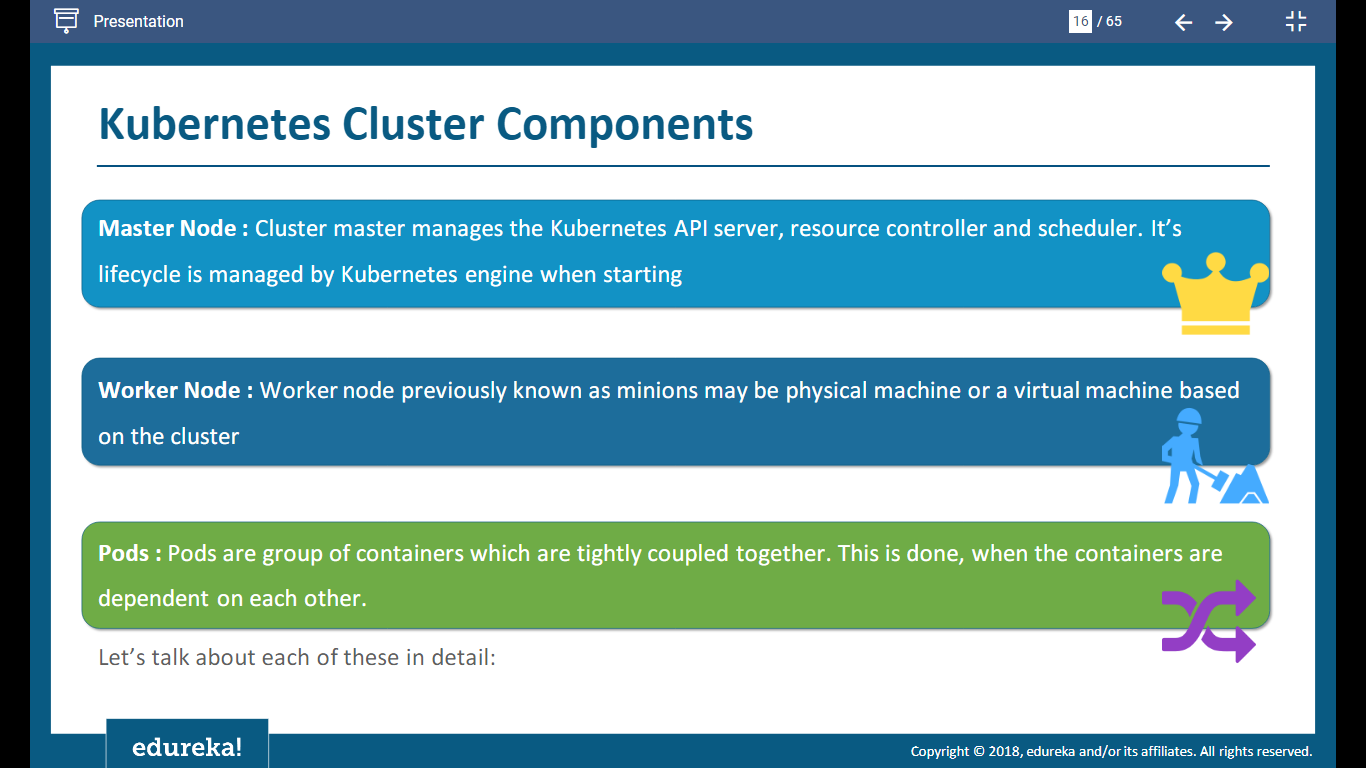 Presentation
16 / 65
Kubernetes Cluster Components
Master Node : Cluster master manages the Kubernetes API server, resource controller and scheduler. It’s
lifecycle is managed by Kubernetes engine when starting
Worker Node : Worker node previously known as minions may be physical machine or a virtual machine based
on the cluster
Pods : Pods are group of containers which are tightly coupled together. This is done, when the containers are
dependent on each other.
Let’s talk about each of these in detail:
edureka!
Copyright © 2018, edureka and/or its affiliates. All rights reserved.